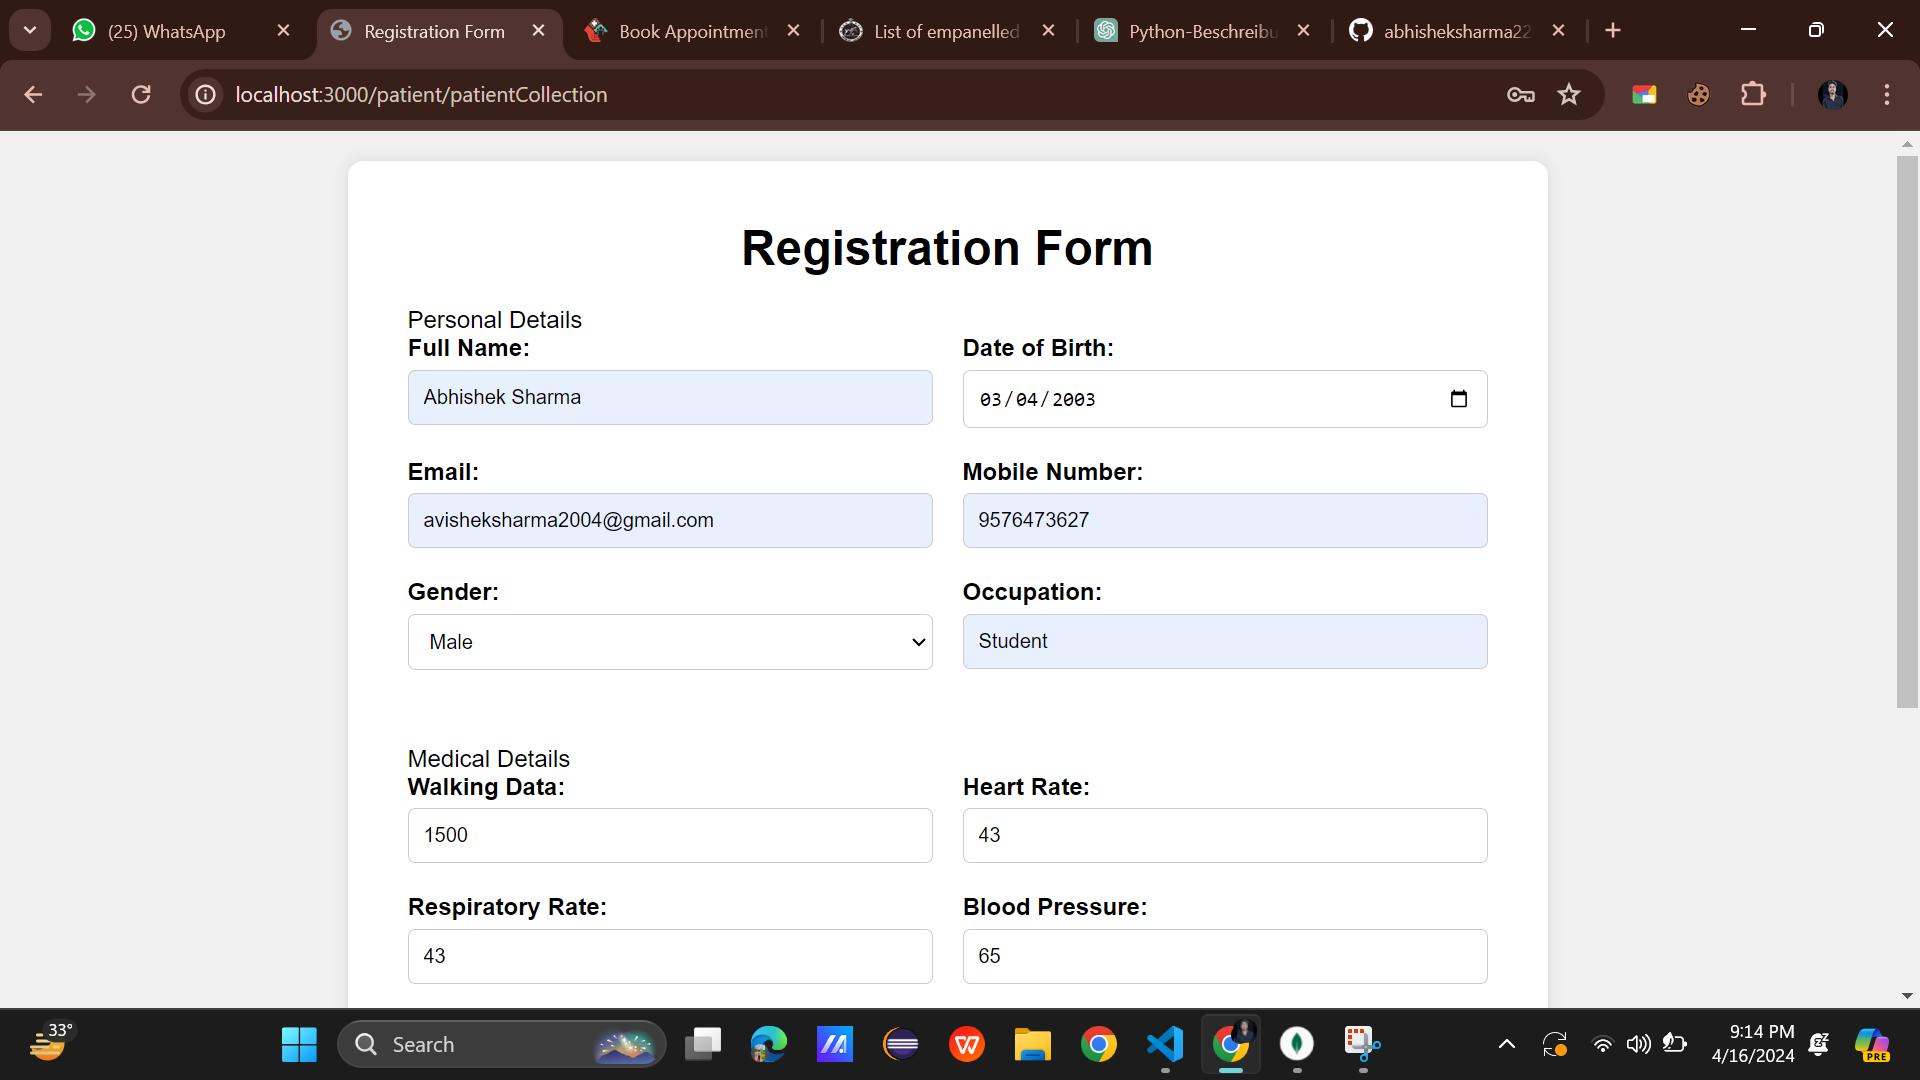 (25) WhatsApp
Registration Form
Book Appointment
List of empanelled
Python-Beschreibu
abhisheksharma22
localhost:3000/patient/patientCollection
Registration Form
Personal Details
Full Name:
Date of Birth:
Abhishek Sharma
03/04/2003
Email:
Mobile Number:
avisheksharma2004@gmail.com
9576473627
Gender:
Occupation:
Male
Student
Medical Details
Walking Data:
Heart Rate:
1500
43
Respiratory Rate:
Blood Pressure:
43
65
33°
Search
9:14 PM
4/16/2024
PRE